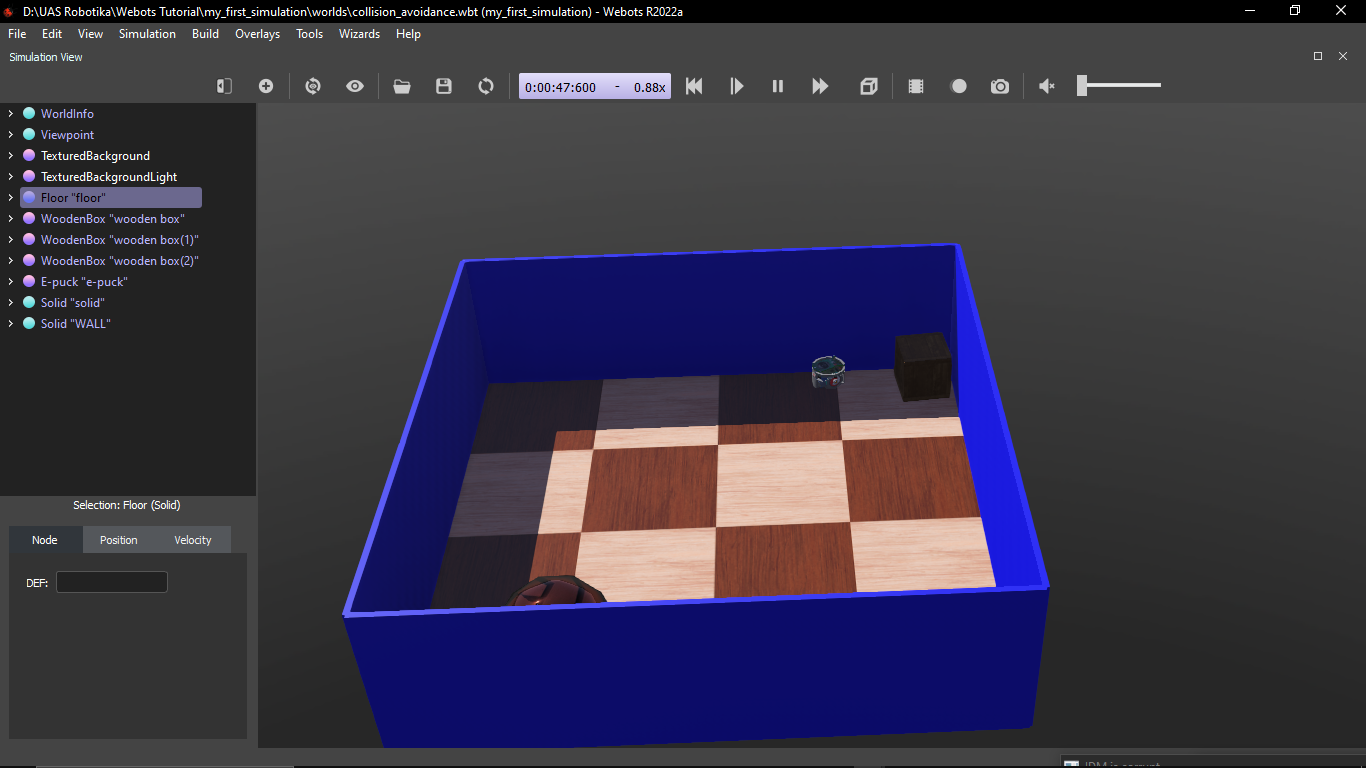 D:\UAS Robotika\Webots Tutorial\my_first_simulation\worlds\collision_avoidance.wbt (my_first_simulation) - Webots R2022a
File Edit View Simulation Build Overlays Tools Wizards Help
Simulation View
0:00:47:600 - 0.88x
WorldInfo
Viewpoint
TexturedBackground
TexturedBackgroundLight
Floor "floor"
WoodenBox "wooden box"
WoodenBox "wooden box(1)"
WoodenBox "wooden box(2)"
E-puck "e-puck"
Solid "solid"
Solid "WALL"
Selection: Floor (Solid)
Node Position Velocity
DEF:
IDM is corrupt